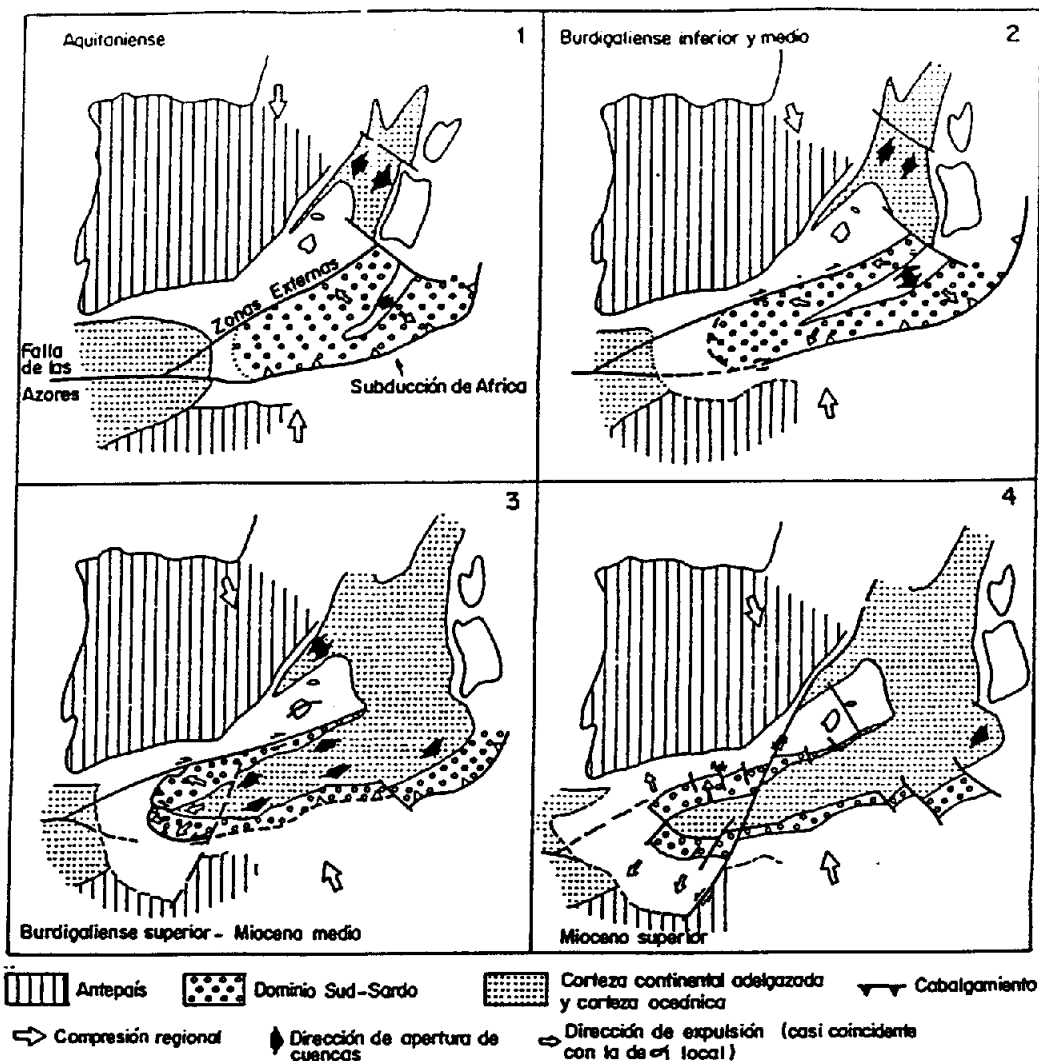 Aquitaniense
1
Zonas Externas
Falla
de las
Azores
Subducción de Africa
Burdigaliense inferior y medio
2
3
Burdigaliense superior - Mioceno medio
4
Mioceno superior
Antepaís
Dominio Sud-Sardo
Corteza continental adelgazada
y corteza oceánica
Cabalgamiento
Compresión regional
Dirección de apertura de
cuencas
Dirección de expulsión (casi coincidente
con la de local)